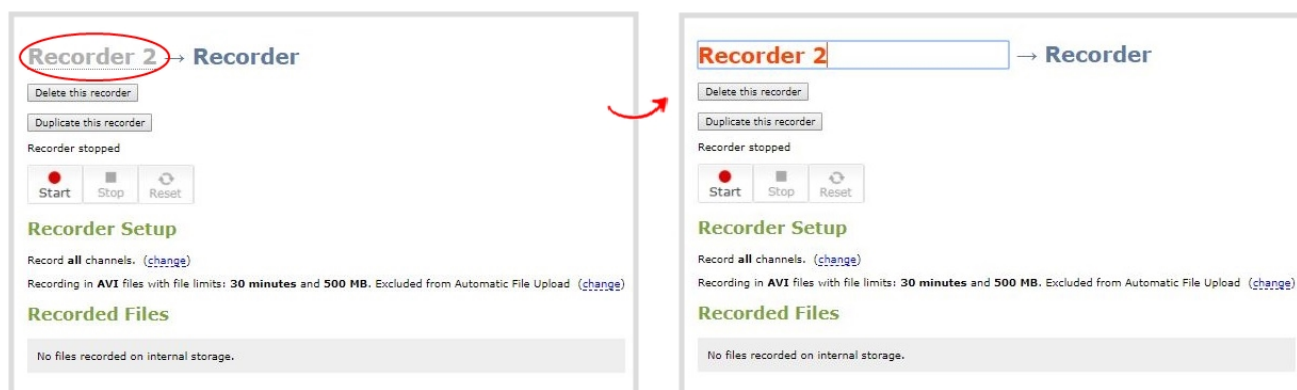 Recorder 2 → Recorder
Delete this recorder
Duplicate this recorder
Recorder stopped
Start Stop Reset
Recorder Setup
Record all channels. (change)
Recording in AVI files with file limits: 30 minutes and 500 MB. Excluded from Automatic File Upload (change)
Recorded Files
No files recorded on internal storage.
Recorder 2 → Recorder
Delete this recorder
Duplicate this recorder
Recorder stopped
Start Stop Reset
Recorder Setup
Record all channels. (change)
Recording in AVI files with file limits: 30 minutes and 500 MB. Excluded from Automatic File Upload (change)
Recorded Files
No files recorded on internal storage.